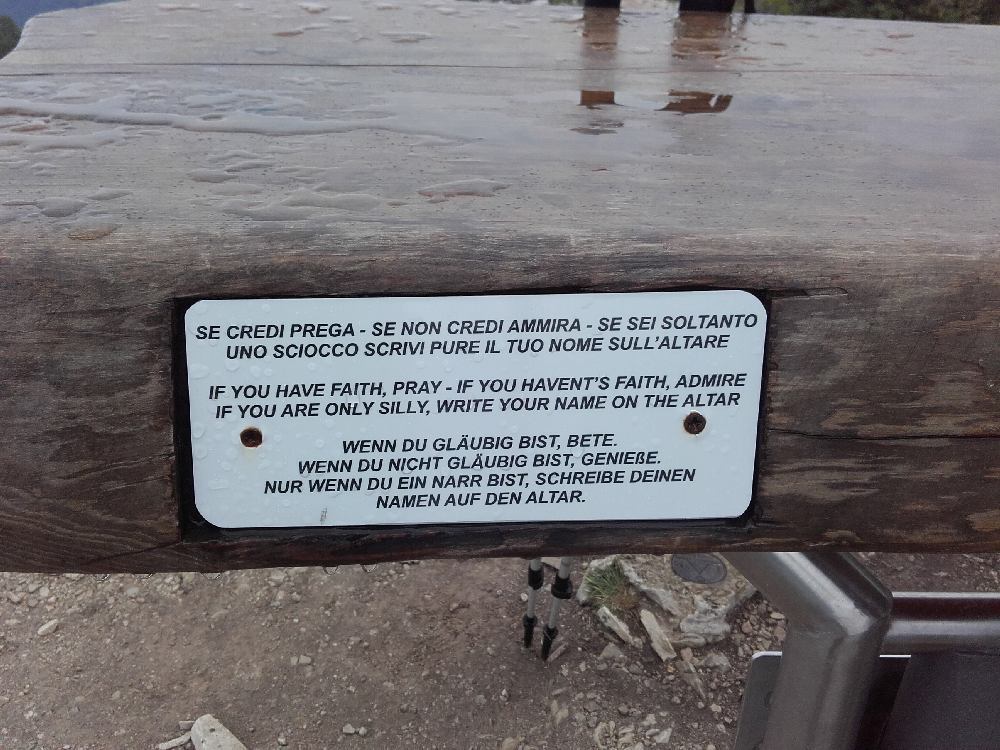 SE CREDI PREGA - SE NON CREDI AMMIRA - SE SEI SOLTANTO
UNO SCIOCCO SCRIVI PURE IL TUO NOME SULL'ALTARE
IF YOU HAVE FAITH, PRAY - IF YOU HAVENT'S FAITH, ADMIRE
IF YOU ARE ONLY SILLY, WRITE YOUR NAME ON THE ALTAR
WENN DU GLÄUBIG BIST, BETE.
WENN DU NICHT GLÄUBIG BIST, GENIEßE.
NUR WENN DU EIN NARR BIST, SCHREIBE DEINEN
NAMEN AUF DEN ALTAR.